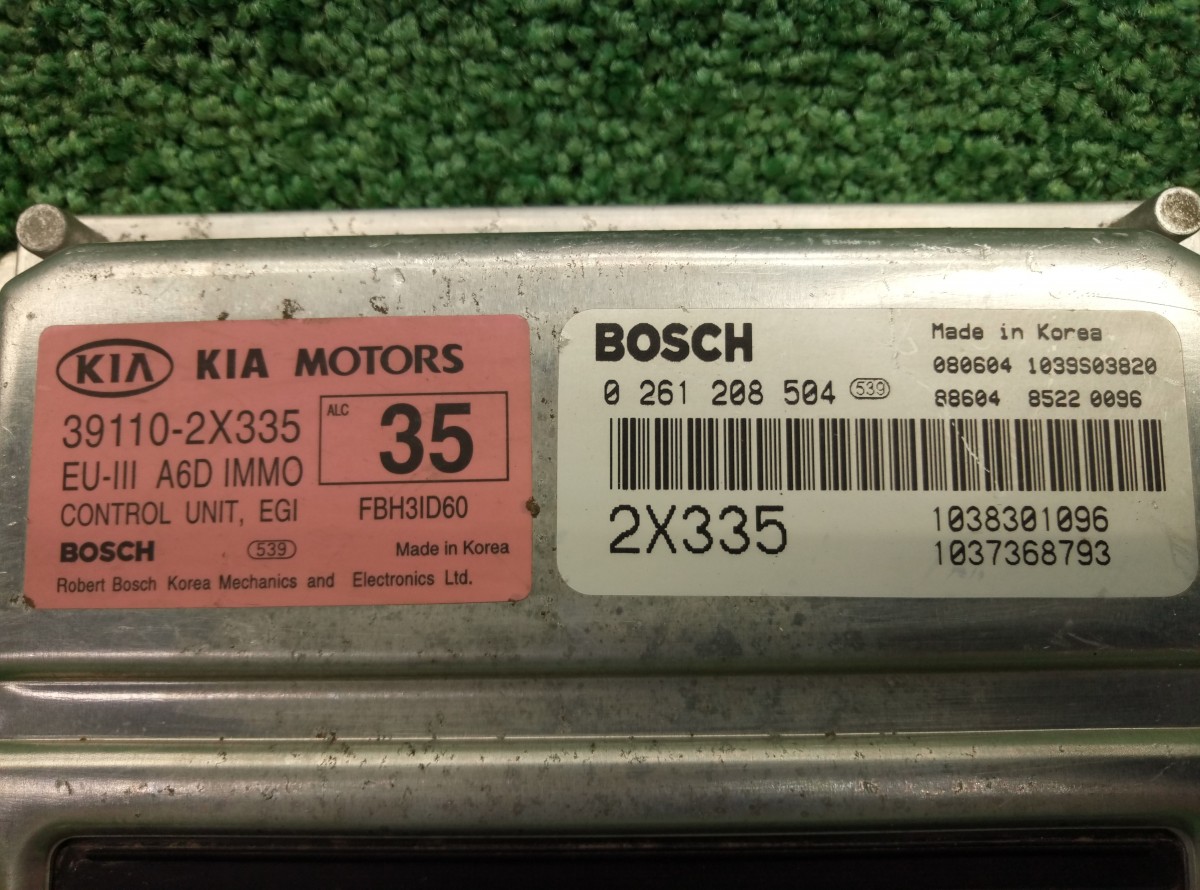 KIA KIA MOTORS
39110-2X335
ALC
35
EU-III A6D IMMO
CONTROL UNIT, EGI FBH3ID60
BOSCH 539 Made in Korea
Robert Bosch Korea Mechanics and Electronics Ltd.
BOSCH Made in Korea
0 261 208 504 539 080604 1039S03820
88604 8522 0096
2X335 1038301096
1037368793